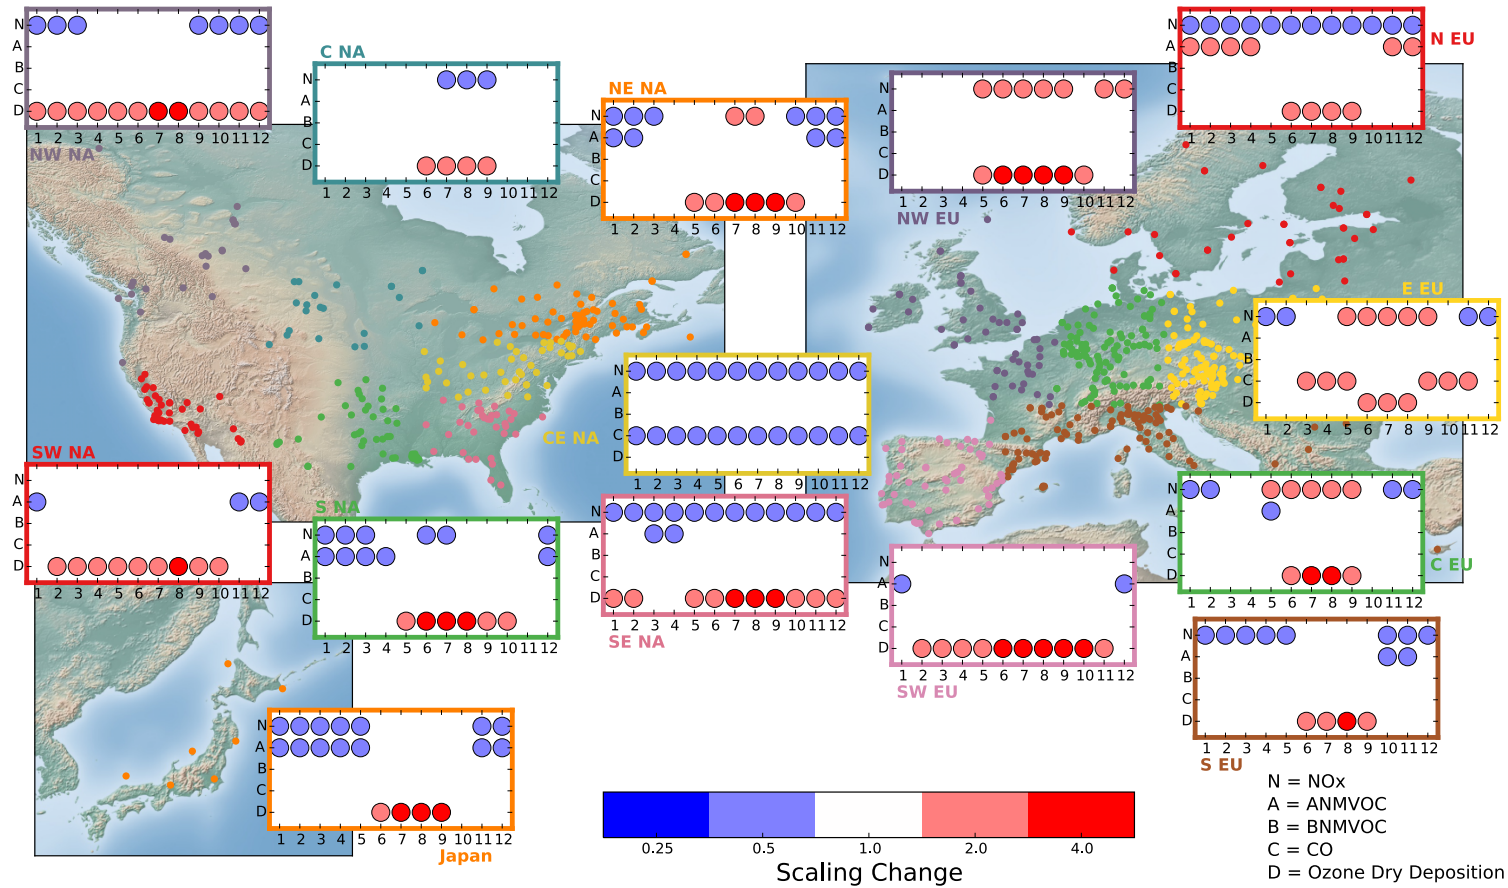 N
A
B
C
D
1 2 3 4 5 6 7 8 9 10 11 12
NW NA
C NA
N
A
B
C
D
1 2 3 4 5 6 7 8 9 10 11 12
NE NA
N
A
B
C
D
1 2 3 4 5 6 7 8 9 10 11 12
N
A
B
C
D
5 6 7 8 9 10 11 12
NW EU
N
A
B
C
D
1 2 3 4 5 6 7 8 9 10 11 12
N EU
E EU
N
A
B
C
D
1 2 3 4 5 6 7 8 9 10 11 12
N
A
B
C
D
1 2 3 4 5 6 7 8 9 10 11 12
CE NA
SW NA
N
A
B
C
D
1 2 3 4 5 6 7 8 9 10 11 12
S NA
N
A
B
C
D
1 2 3 4 5 6 7 8 9 10 11 12
N
A
B
C
D
1 2 3 4 5 6 7 8 9 10 11 12
SE NA
N
A
B
C
D
1 2 3 4 5 6 7 8 9 10 11 12
SW EU
N
A
B
C
D
1 2 3 4 5 6 7 8 9 10 11 12
C EU
N
A
B
C
D
1 2 3 4 5 6 7 8 9 10 11 12
S EU
N
A
B
C
D
1 2 3 4 5 6 7 8 9 10 11 12
Japan
0.25 0.5 1.0 2.0 4.0
Scaling Change
N = NOx
A = ANMVOC
B = BNMVOC
C = CO
D = Ozone Dry Deposition